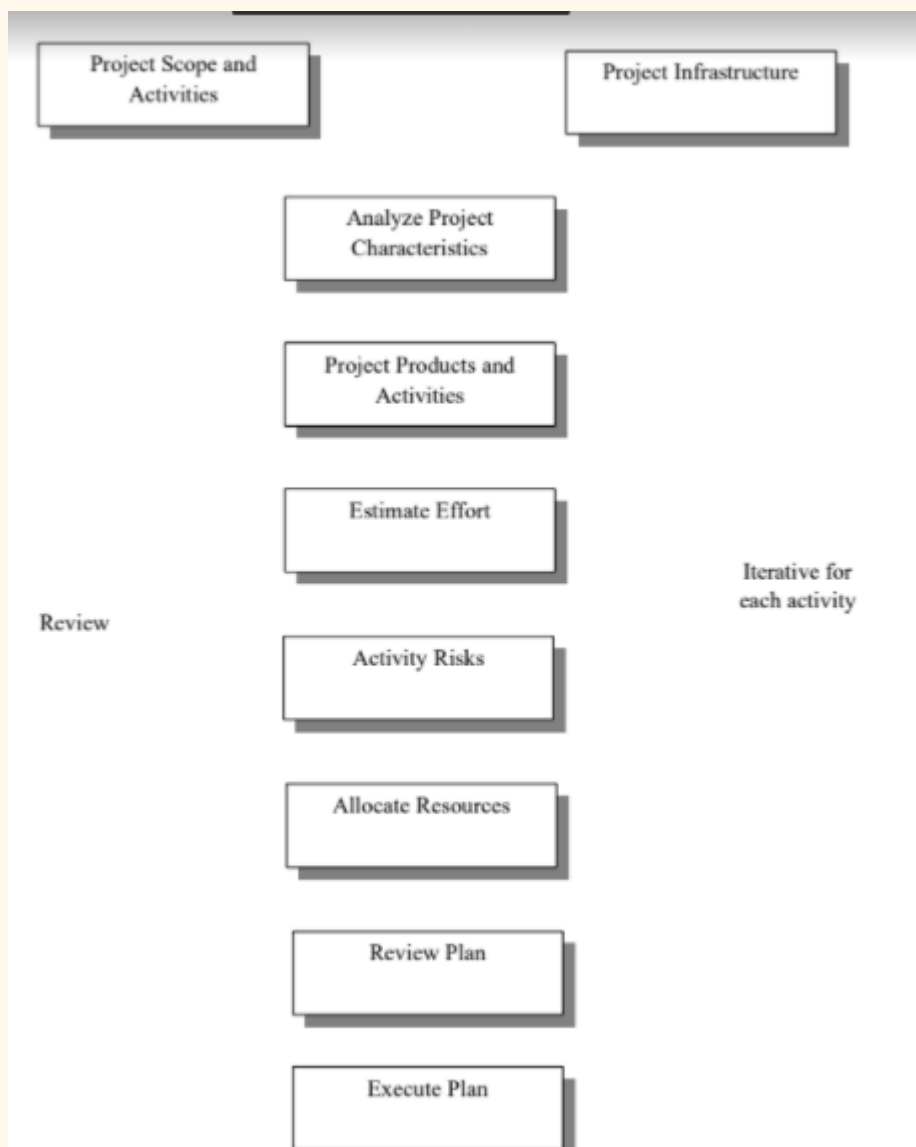 Project Scope and
Activities
Project Infrastructure
Analyze Project
Characteristics
Project Products and
Activities
Estimate Effort
Iterative for
each activity
Review
Activity Risks
Allocate Resources
Review Plan
Execute Plan